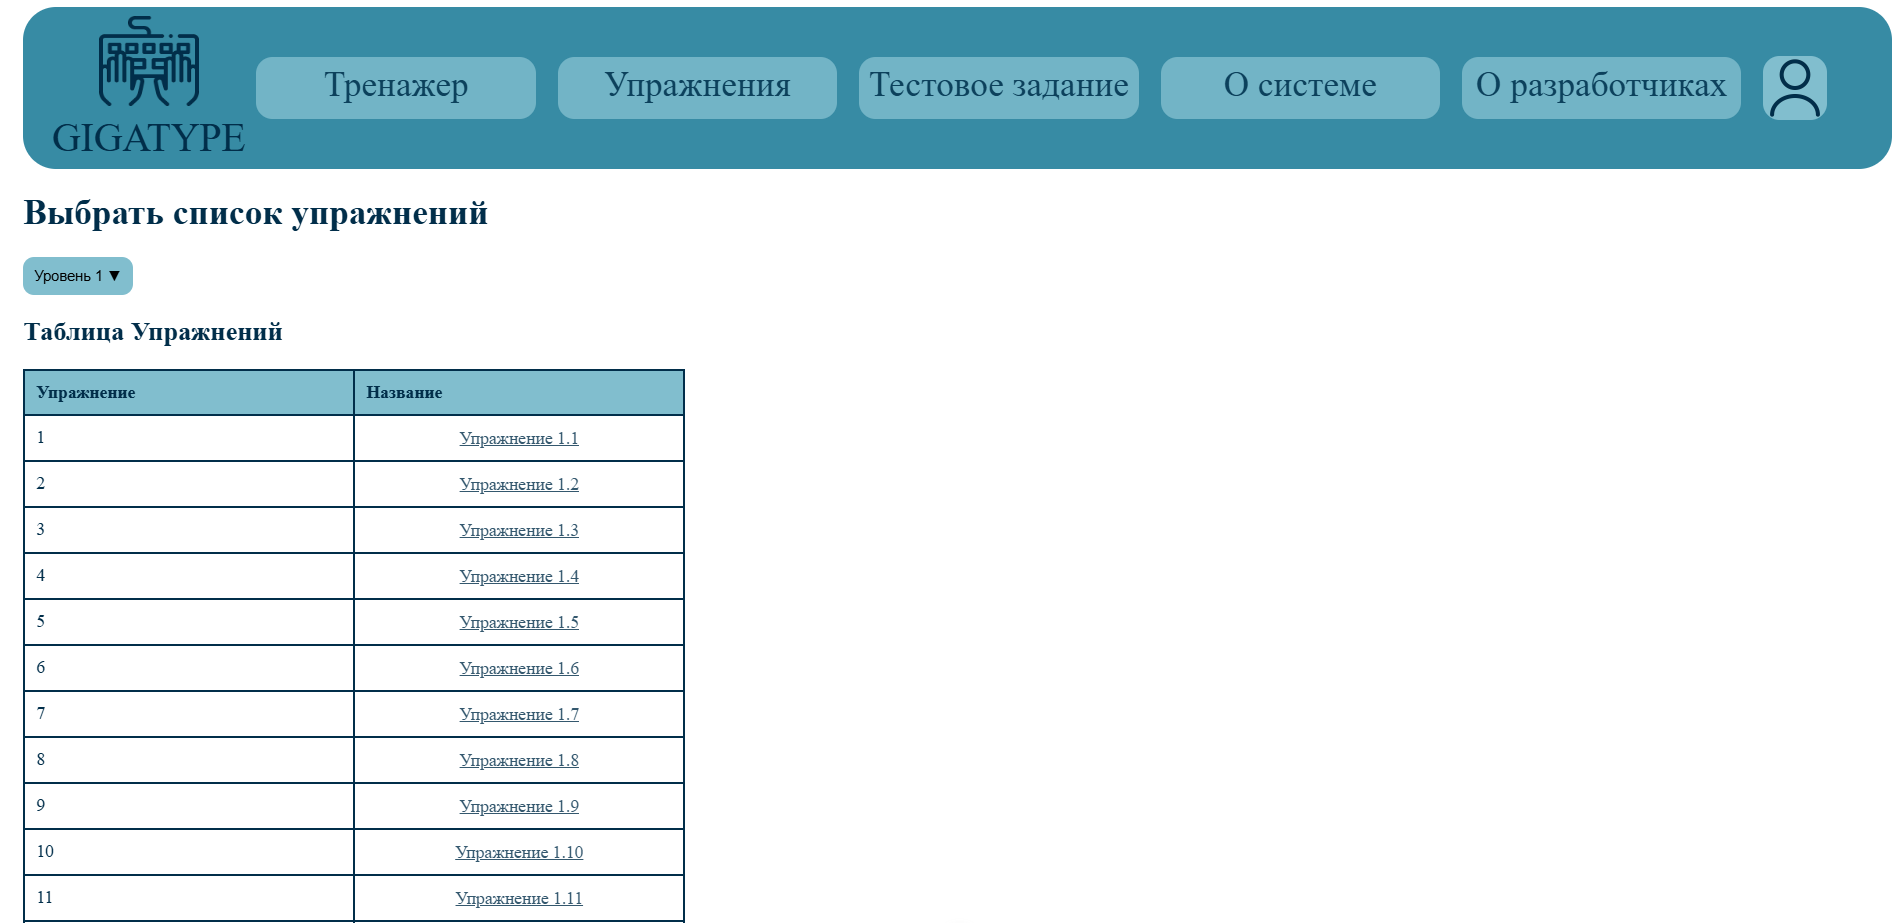 GIGATYPE
Тренажер
Упражнения
Тестовое задание
О системе
О разработчиках
Выбрать список упражнений
Уровень 1 ▼
Таблица Упражнений
Упражнение Название
1 Упражнение 1.1
2 Упражнение 1.2
3 Упражнение 1.3
4 Упражнение 1.4
5 Упражнение 1.5
6 Упражнение 1.6
7 Упражнение 1.7
8 Упражнение 1.8
9 Упражнение 1.9
10 Упражнение 1.10
11 Упражнение 1.11